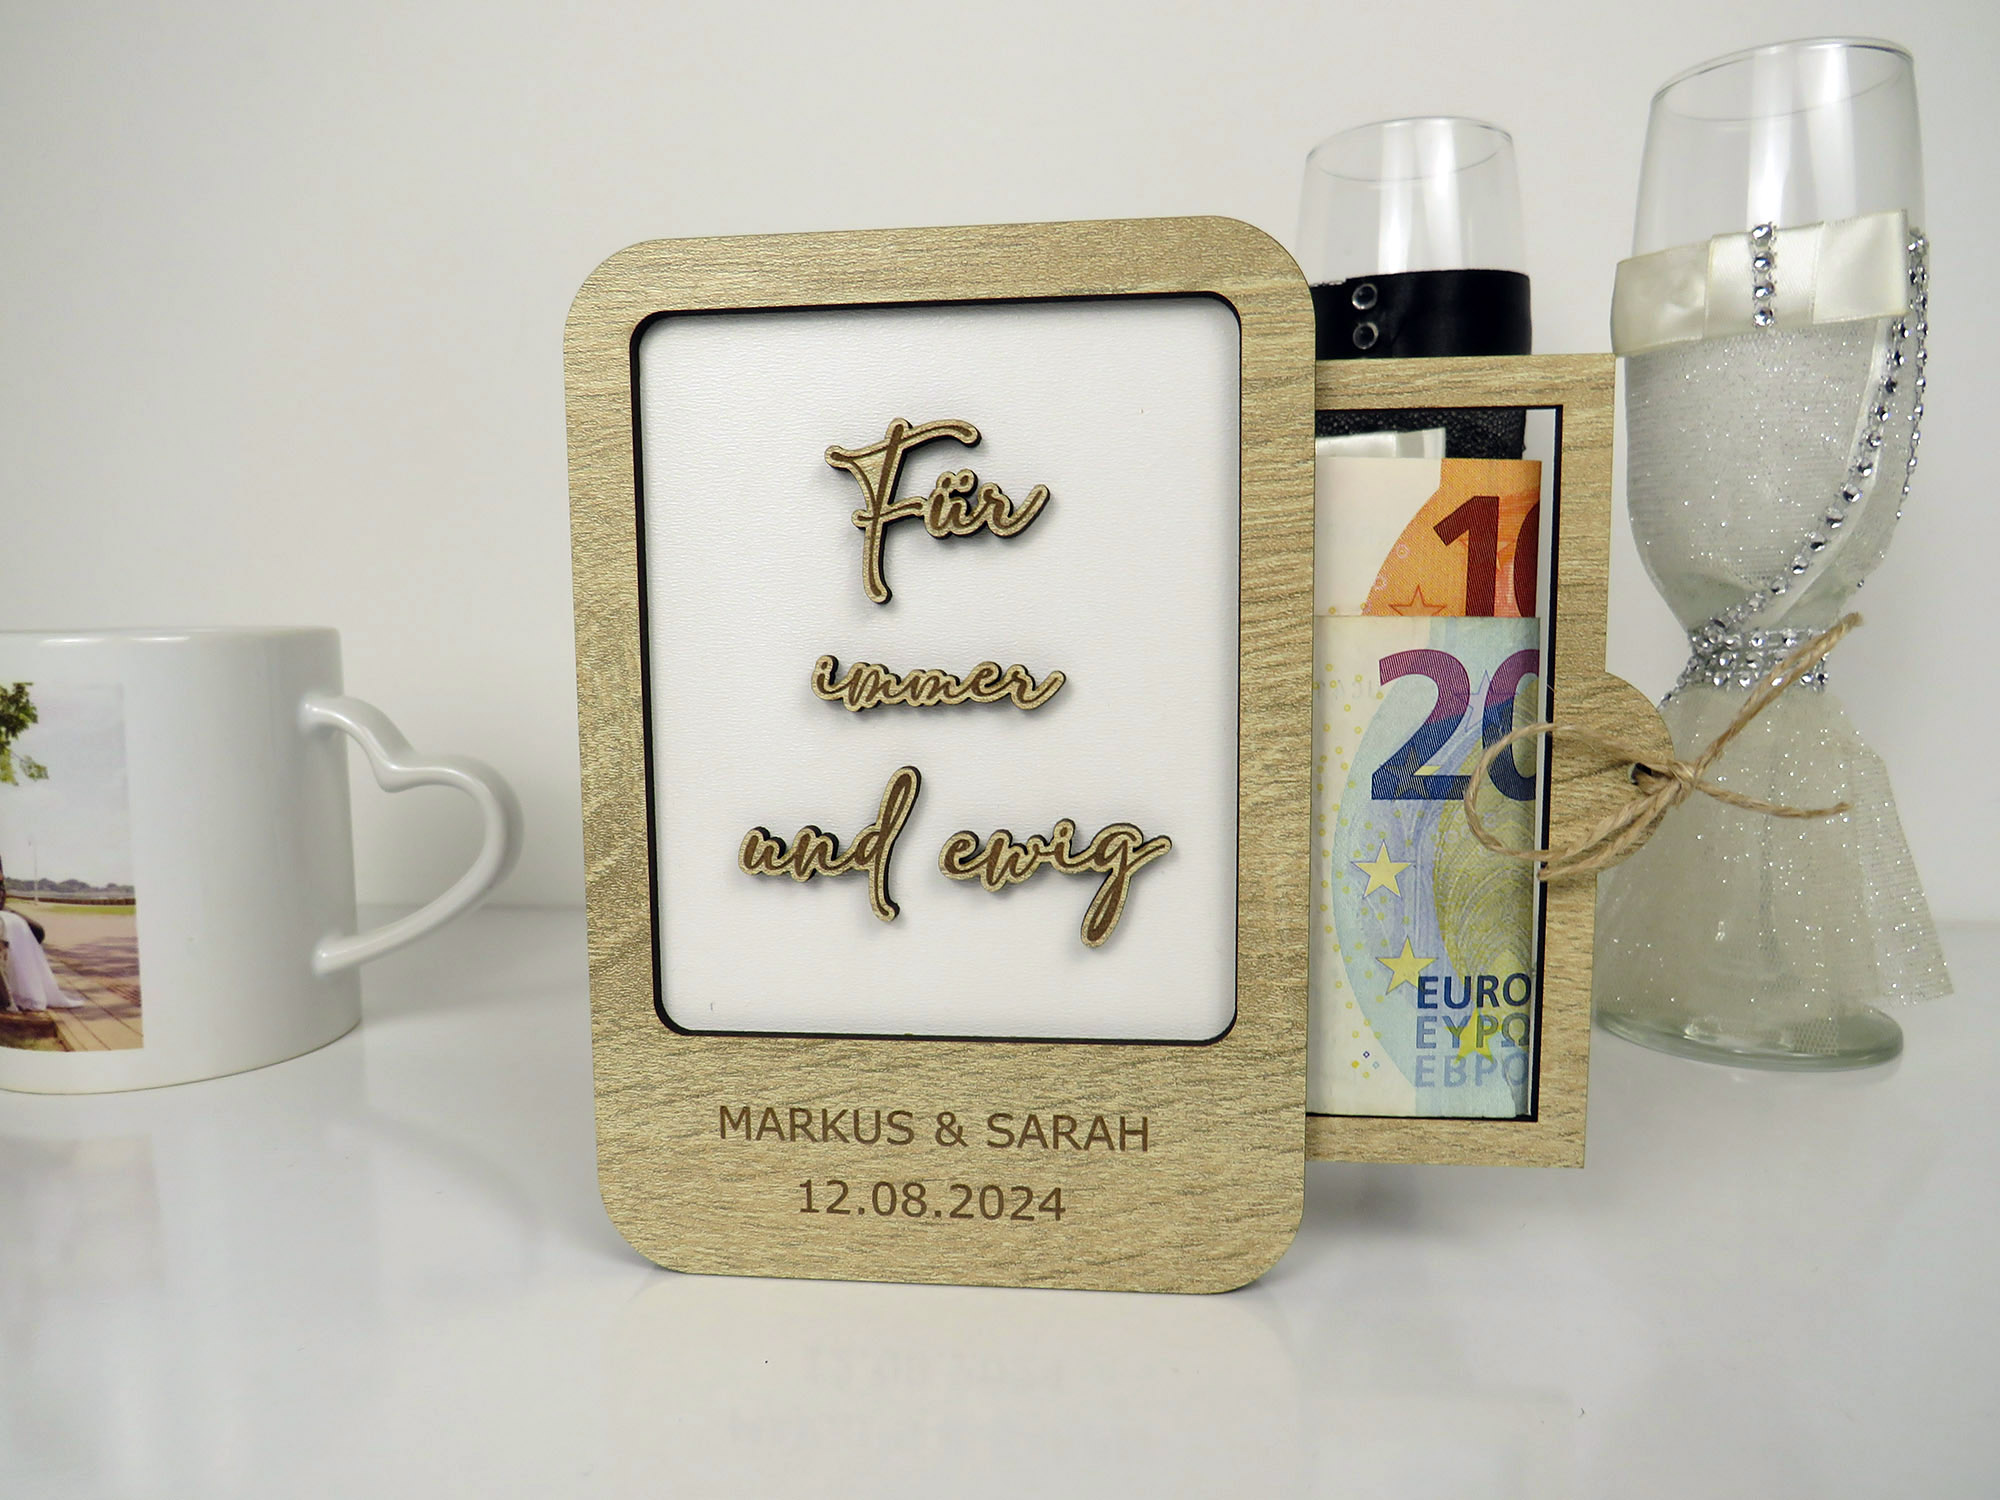 Für
immer
und ewig
MARKUS & SARAH
12.08.2024
10
20
EURO
ΕΥΡΩ
ЕВРО